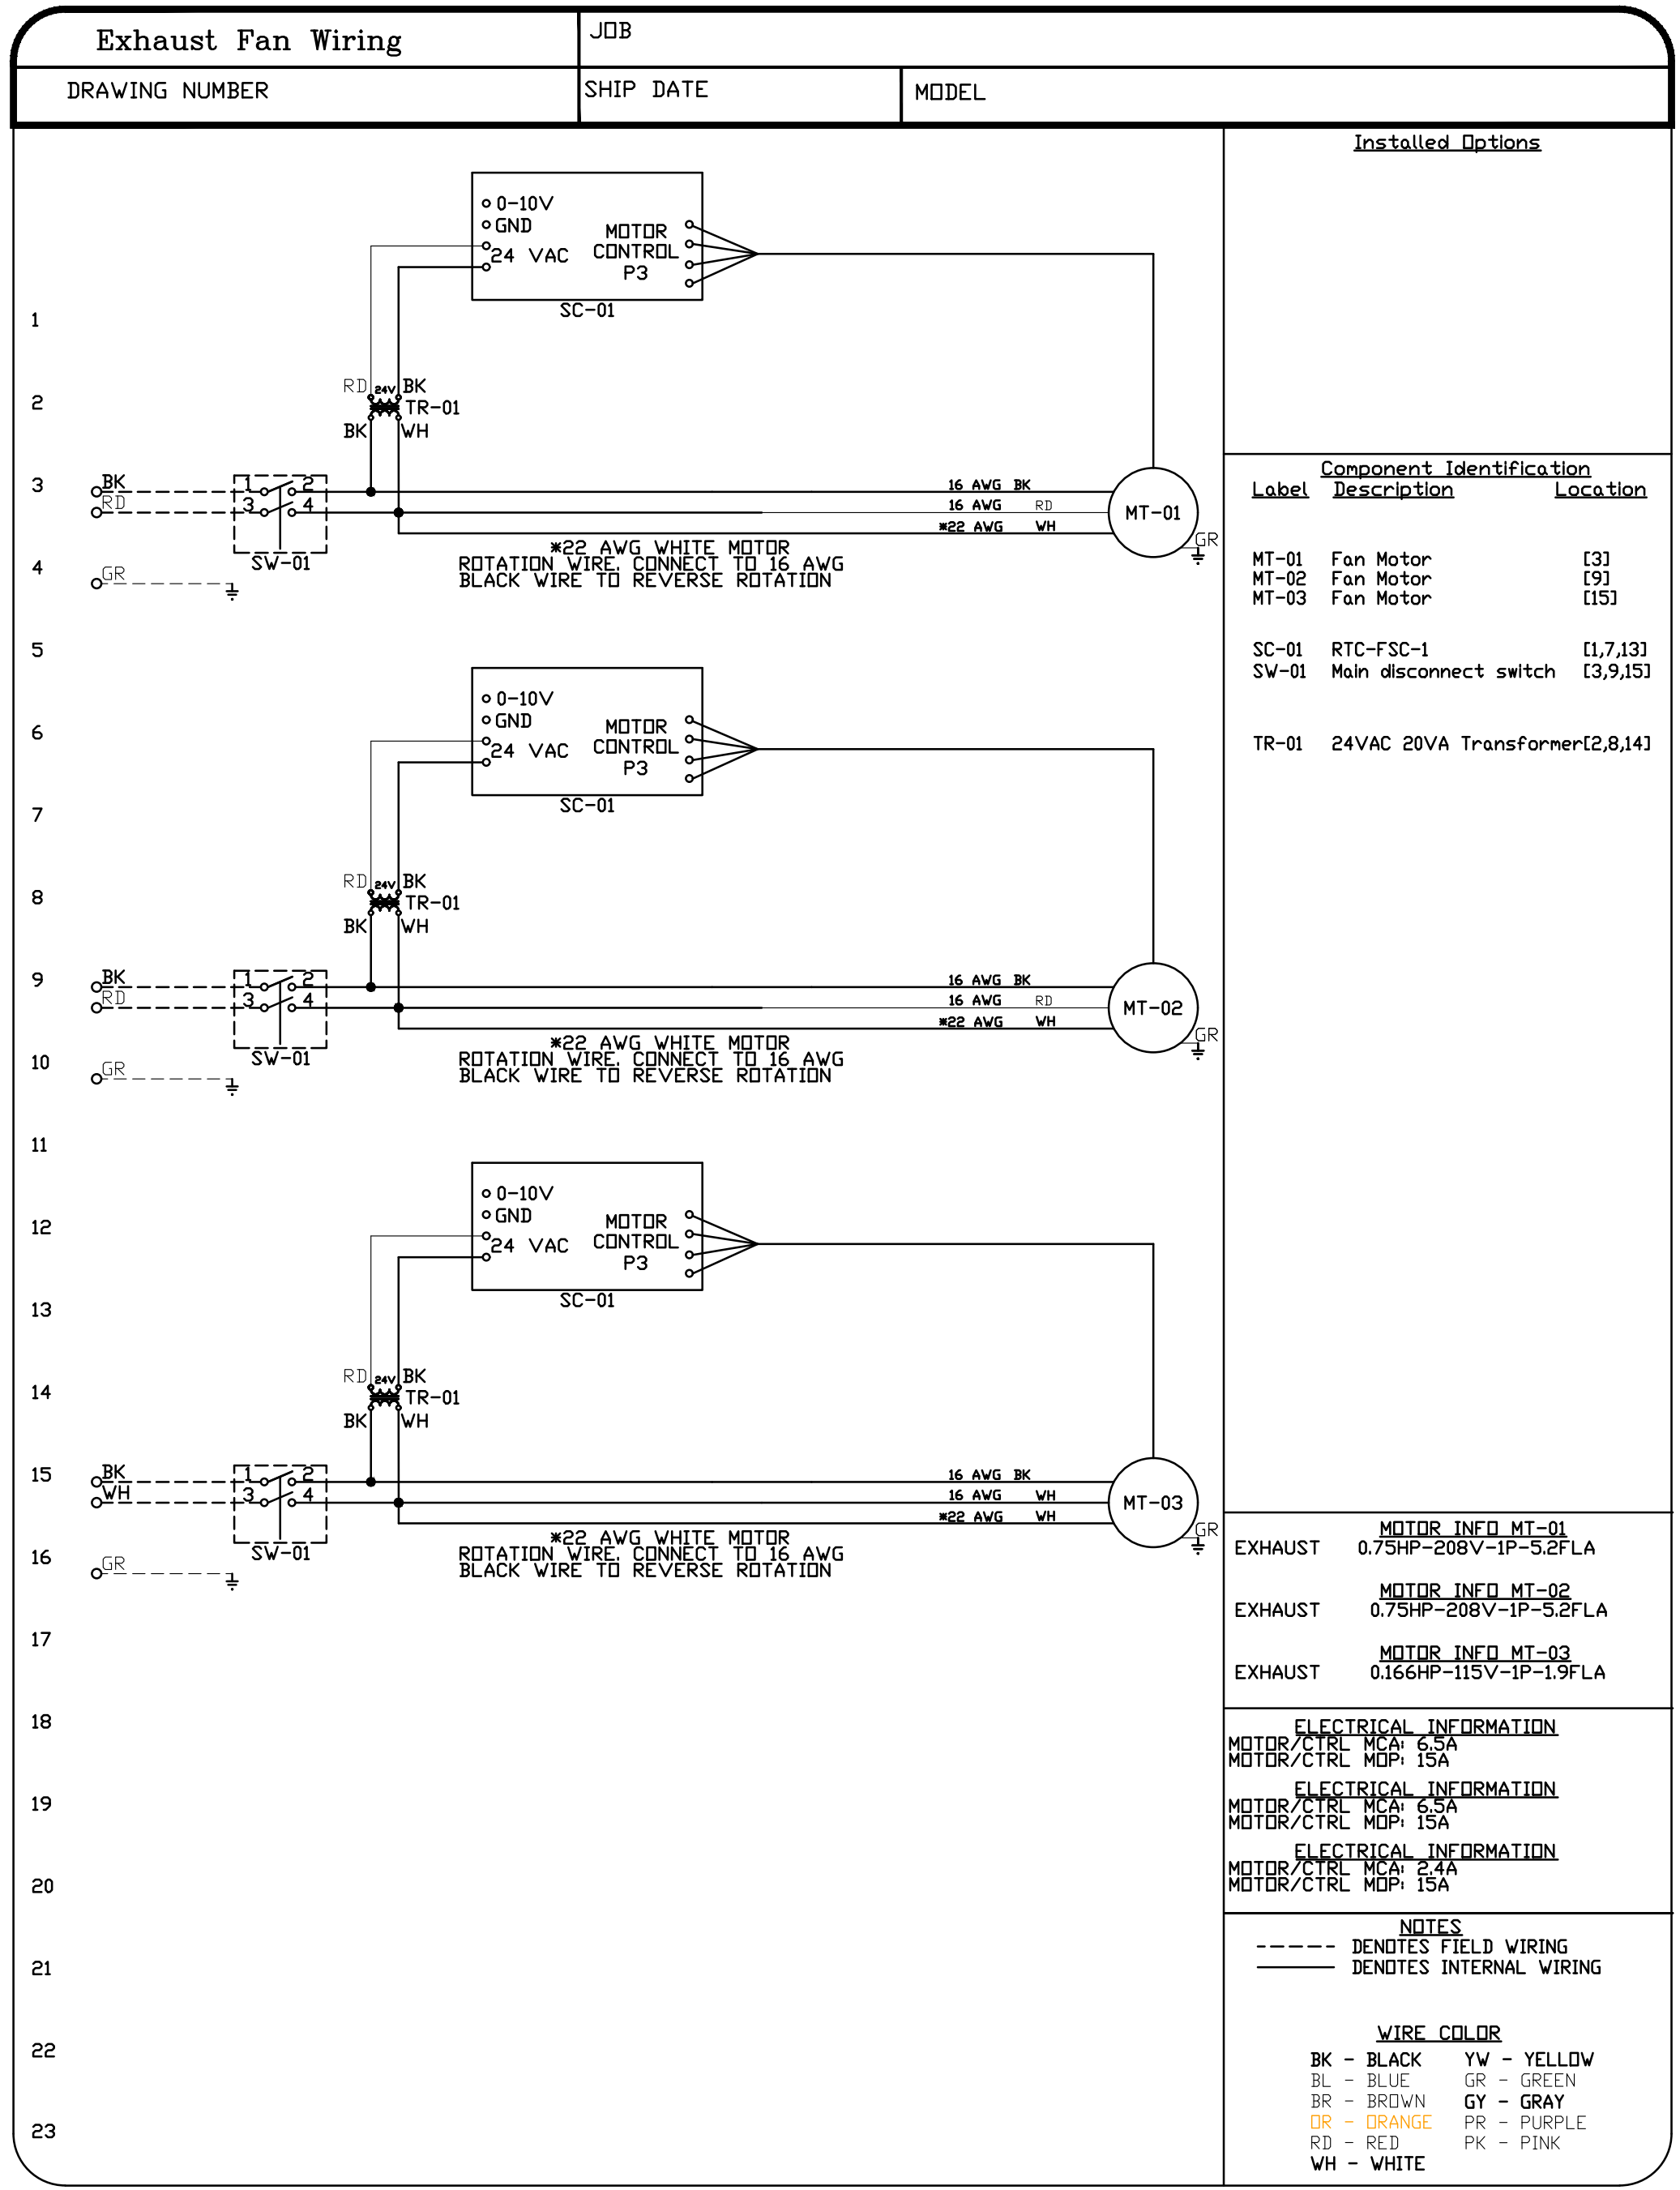 Exhaust Fan Wiring
JOB
DRAWING NUMBER
SHIP DATE
MODEL
0-10V
GND
24 VAC
MOTOR
CONTROL
P3
SC-01
1
2
RD 24V BK
TR-01
BK WH
3
BK
RD
1 2
3 4
SW-01
16 AWG BK
16 AWG RD
*22 AWG WH
MT-01
GR
*22 AWG WHITE MOTOR
ROTATION WIRE. CONNECT TO 16 AWG
BLACK WIRE TO REVERSE ROTATION
4
GR
5
0-10V
GND
24 VAC
MOTOR
CONTROL
P3
SC-01
6
7
8
RD 24V BK
TR-01
BK WH
9
BK
RD
1 2
3 4
SW-01
16 AWG BK
16 AWG RD
*22 AWG WH
MT-02
GR
*22 AWG WHITE MOTOR
ROTATION WIRE. CONNECT TO 16 AWG
BLACK WIRE TO REVERSE ROTATION
10
GR
11
0-10V
GND
24 VAC
MOTOR
CONTROL
P3
SC-01
12
13
14
RD 24V BK
TR-01
BK WH
15
BK
WH
1 2
3 4
SW-01
16 AWG BK
16 AWG WH
*22 AWG WH
MT-03
GR
*22 AWG WHITE MOTOR
ROTATION WIRE. CONNECT TO 16 AWG
BLACK WIRE TO REVERSE ROTATION
16
GR
17
18
19
20
21
22
23
Installed Options
Component Identification
Label Description Location
MT-01 Fan Motor [3]
MT-02 Fan Motor [9]
MT-03 Fan Motor [15]
SC-01 RTC-FSC-1 [1,7,13]
SW-01 Main disconnect switch [3,9,15]
TR-01 24VAC 20VA Transformer[2,8,14]
MOTOR INFO MT-01
EXHAUST 0.75HP-208V-1P-5.2FLA
MOTOR INFO MT-02
EXHAUST 0.75HP-208V-1P-5.2FLA
MOTOR INFO MT-03
EXHAUST 0.166HP-115V-1P-1.9FLA
ELECTRICAL INFORMATION
MOTOR/CTRL MCA: 6.5A
MOTOR/CTRL MOP: 15A
ELECTRICAL INFORMATION
MOTOR/CTRL MCA: 6.5A
MOTOR/CTRL MOP: 15A
ELECTRICAL INFORMATION
MOTOR/CTRL MCA: 2.4A
MOTOR/CTRL MOP: 15A
NOTES
DENOTES FIELD WIRING
DENOTES INTERNAL WIRING
WIRE COLOR
BK - BLACK YW - YELLOW
BL - BLUE GR - GREEN
BR - BROWN GY - GRAY
OR - ORANGE PR - PURPLE
RD - RED PK - PINK
WH - WHITE